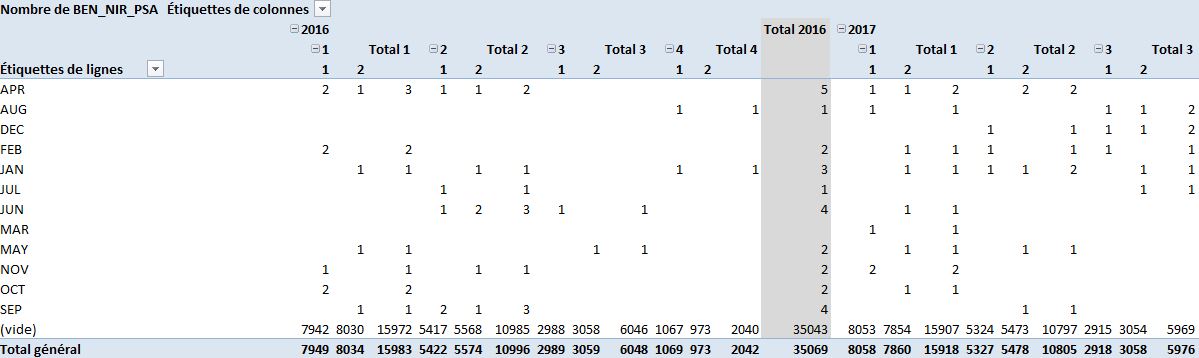 Nombre de BEN_NIR_PSA Étiquettes de colonnes
2016 Total 2016 2017
1 Total 1 2 Total 2 3 Total 3 4 Total 4 1 Total 1 2 Total 2 3 Total 3
Étiquettes de lignes 1 2 1 2 1 2 1 2 1 2 1 2 1 2
APR 2 1 3 1 1 2 5 1 1 2 2 2
AUG 1 1 1 1 1 1 1 2
DEC 1 1 1 1 2
FEB 2 2 2 1 1 1 1 1 1
JAN 1 1 1 1 1 1 3 1 1 1 1 2 1 1
JUL 1 1 1 1 1
JUN 1 2 3 1 1 4 1 1
MAR 1 1
MAY 1 1 1 1 2 1 1 1 1
NOV 1 1 1 1 2 2 2
OCT 2 2 2 1 1
SEP 1 1 2 1 3 4 1 1
(vide) 7942 8030 15972 5417 5568 10985 2988 3058 6046 1067 973 2040 35043 8053 7854 15907 5324 5473 10797 2915 3054 5969
Total général 7949 8034 15983 5422 5574 10996 2989 3059 6048 1069 973 2042 35069 8058 7860 15918 5327 5478 10805 2918 3058 5976